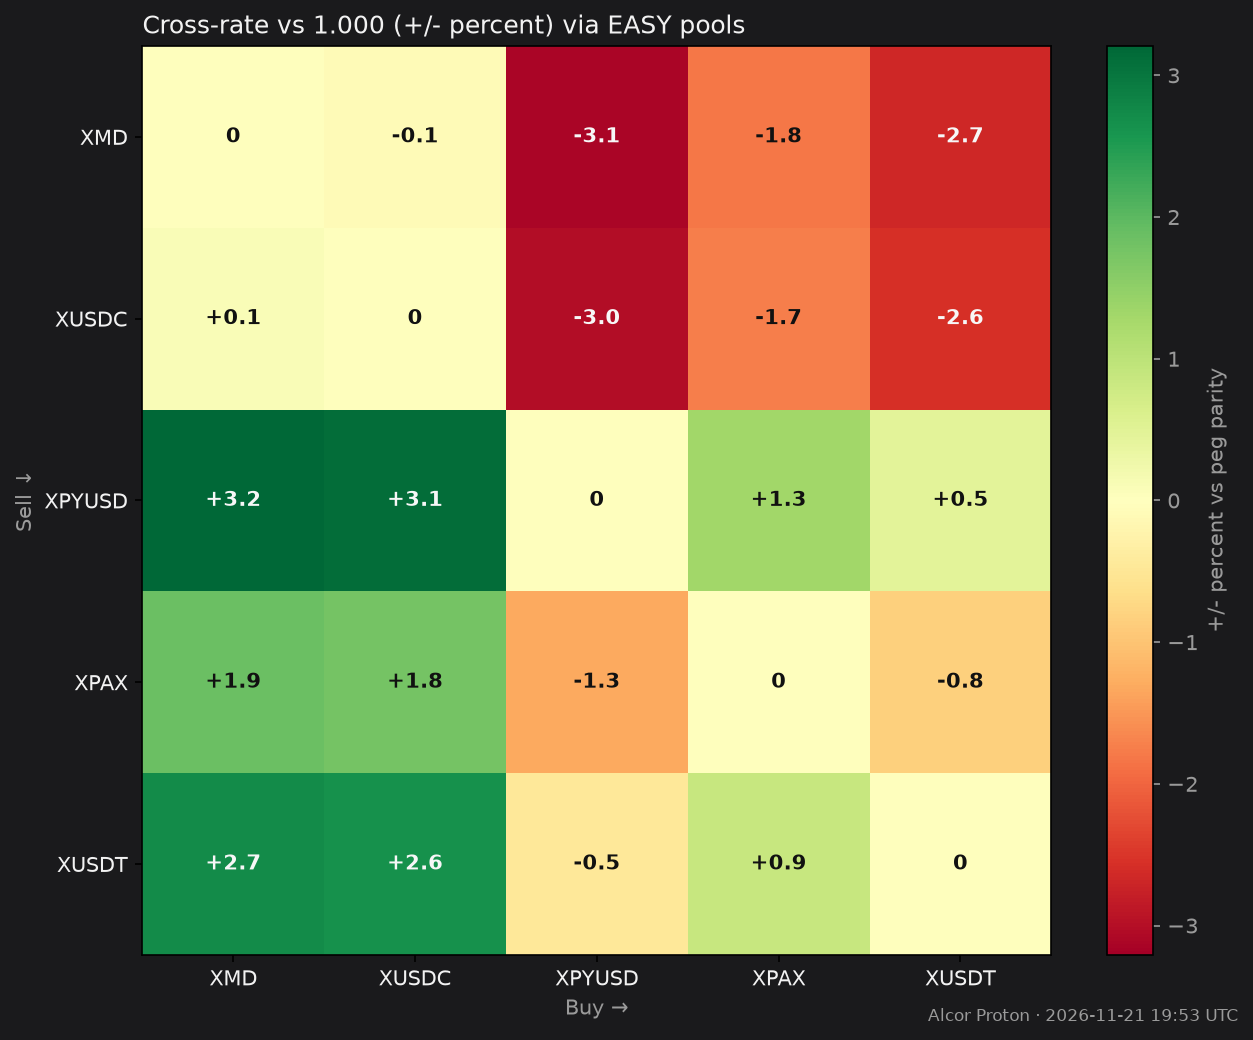 Cross-rate vs 1.000 (+/- percent) via EASY pools
XMD 0 -0.1 -3.1 -1.8 -2.7
XUSDC +0.1 0 -3.0 -1.7 -2.6
XPYUSD +3.2 +3.1 0 +1.3 +0.5
XPAX +1.9 +1.8 -1.3 0 -0.8
XUSDT +2.7 +2.6 -0.5 +0.9 0
XMD XUSDC XPYUSD XPAX XUSDT
Sell ↓
Buy →
3
2
1
0
−1
−2
−3
+/- percent vs peg parity
Alcor Proton · 2026-11-21 19:53 UTC